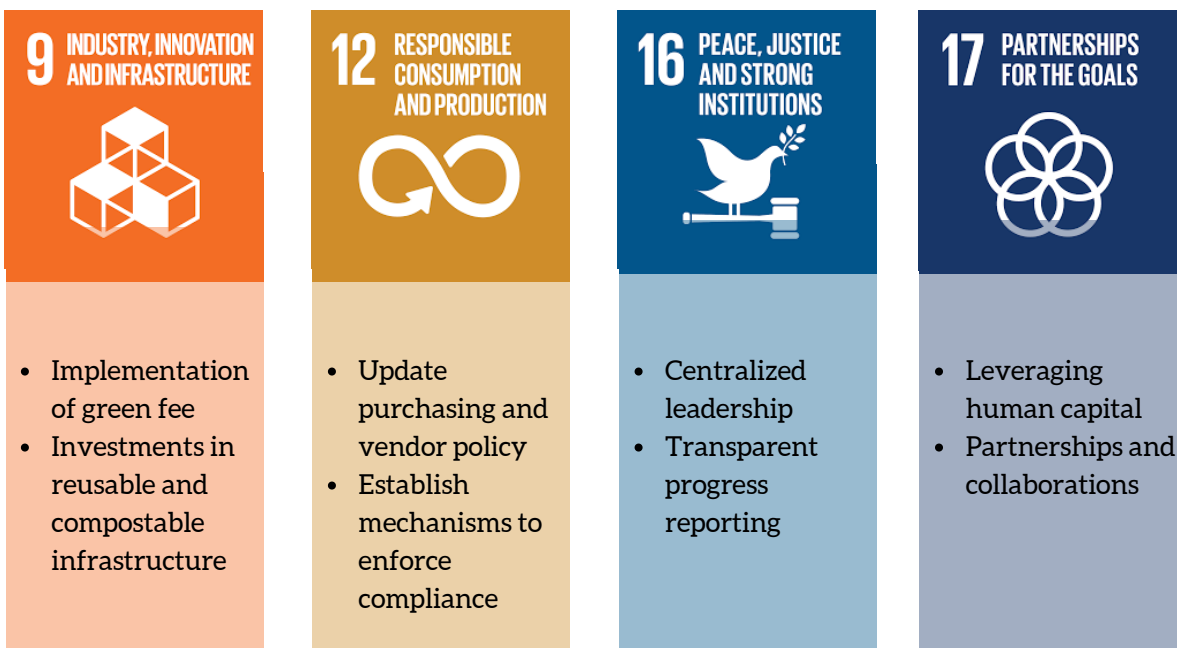 9 INDUSTRY, INNOVATION
AND INFRASTRUCTURE
• Implementation
of green fee
• Investments in
reusable and
compostable
infrastructure
12 RESPONSIBLE
CONSUMPTION
AND PRODUCTION
• Update
purchasing and
vendor policy
• Establish
mechanisms to
enforce
compliance
16 PEACE, JUSTICE
AND STRONG
INSTITUTIONS
• Centralized
leadership
• Transparent
progress
reporting
17 PARTNERSHIPS
FOR THE GOALS
• Leveraging
human capital
• Partnerships and
collaborations